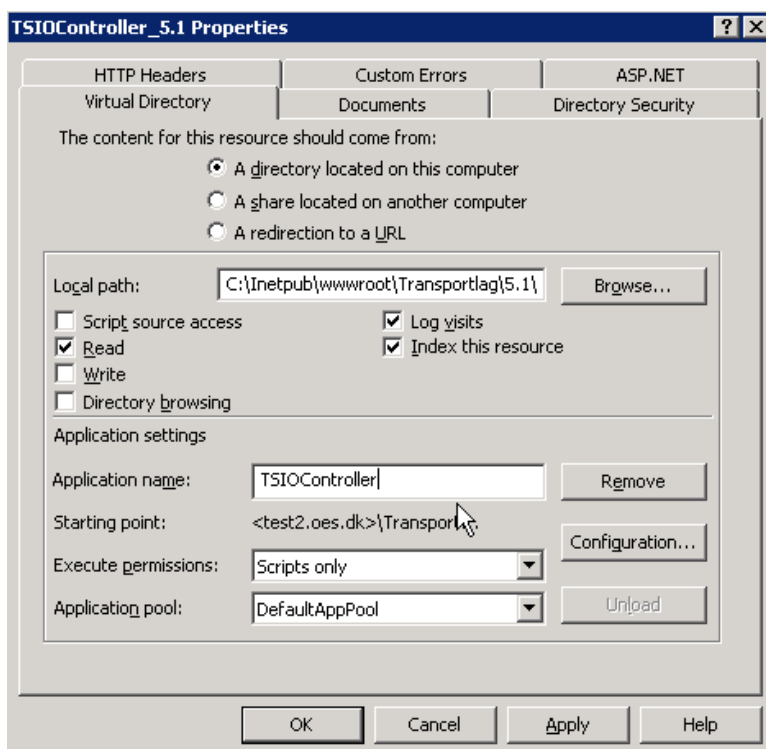 TSIOController_5.1 Properties
HTTP Headers Custom Errors ASP.NET
Virtual Directory Documents Directory Security
The content for this resource should come from:
A directory located on this computer
A share located on another computer
A redirection to a URL
Local path: C:\Inetpub\wwwroot\Transportlag\5.1\ Browse...
Script source access Log visits
Read Index this resource
Write
Directory browsing
Application settings
Application name: TSIOController Remove
Starting point: <test2.oes.dk>\Transport
Configuration...
Execute permissions: Scripts only
Application pool: DefaultAppPool Unload
OK Cancel Apply Help